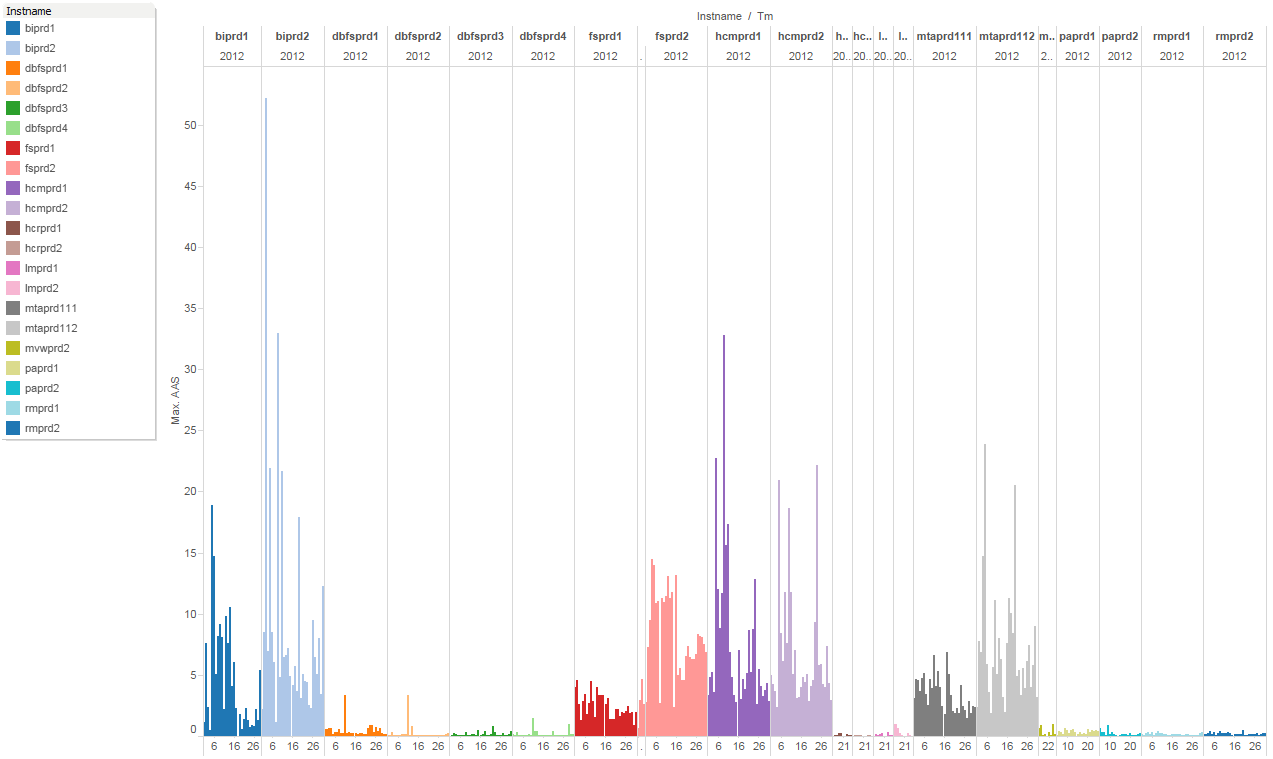 Instname
biprd1
biprd2
dbfsprd1
dbfsprd2
dbfsprd3
dbfsprd4
fsprd1
fsprd2
hcmprd1
hcmprd2
hcrprd1
hcrprd2
lmprd1
lmprd2
mtaprd111
mtaprd112
mvwprd2
paprd1
paprd2
rmprd1
rmprd2
Instname / Tm
biprd1 biprd2 dbfsprd1 dbfsprd2 dbfsprd3 dbfsprd4 fsprd1 fsprd2 hcmprd1 hcmprd2 h.. hc.. l.. l.. mtaprd111 mtaprd112 m.. paprd1 paprd2 rmprd1 rmprd2
2012 2012 2012 2012 2012 2012 2012 . 2012 2012 2012 20.. 20.. 20.. 20.. 2012 2012 2.. 2012 2012 2012 2012
50
45
40
35
30
25
20
15
10
5
0
Max. AAS
6 16 26 6 16 26 6 16 26 6 16 26 6 16 26 6 16 26 6 16 26 . 6 16 26 6 16 26 6 16 26 21 21 21 21 6 16 26 6 16 26 22 10 20 10 20 6 16 26 6 16 26